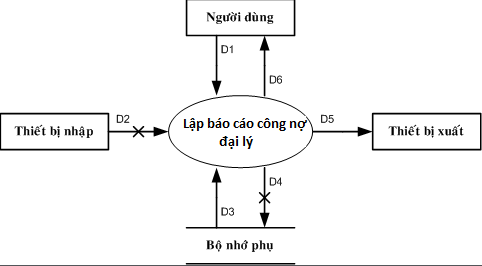 Người dùng
D1
D6
Thiết bị nhập
D2
Lập báo cáo công nợ
đại lý
D5
Thiết bị xuất
D3
D4
Bộ nhớ phụ